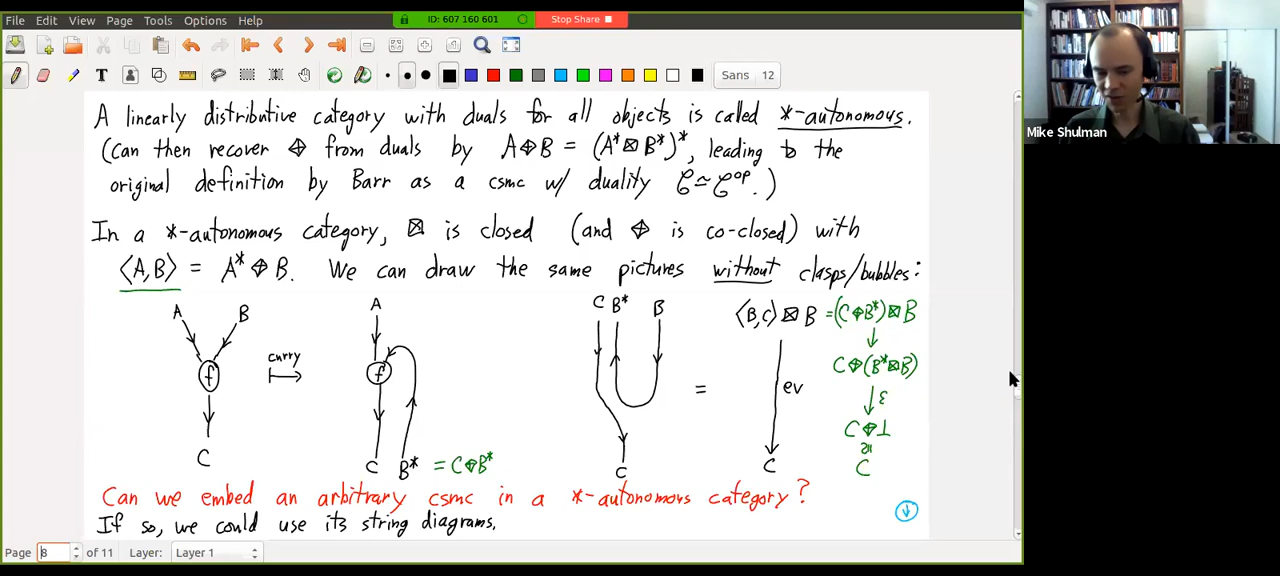 File Edit View Page Tools Options Help
ID: 607 160 601 Stop Share
Sans 12
A linearly distributive category with duals for all objects is called *-autonomous.
(Can then recover ⟐ from duals by A⟐B = (A*⊠B*)*, leading to the
original definition by Barr as a csmc w/ duality 𝒞≃𝒞ᵒᵖ.)
In a *-autonomous category, ⊠ is closed (and ⟐ is co-closed) with
⟨A,B⟩ = A*⟐B. We can draw the same pictures without clasps/bubbles:
A B
f
C
curry
A
f
C B* = C⟐B*
C B* B
C
=
⟨B,C⟩⊠B = (C⟐B*)⊠B
ev
C
C⟐(B*⊠B)
ε
C⟐⊥
≅
C
Can we embed an arbitrary csmc in a *-autonomous category?
If so, we could use its string diagrams.
Page 8 of 11 Layer: Layer 1
Mike Shulman